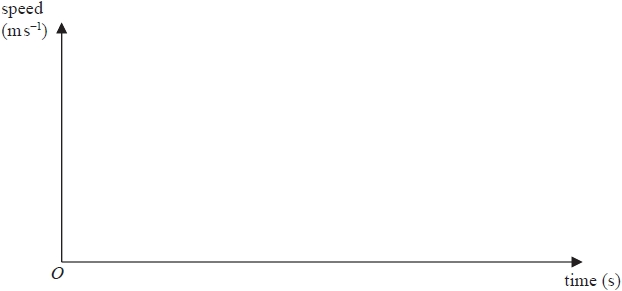 speed
(m s⁻¹)
O
time (s)